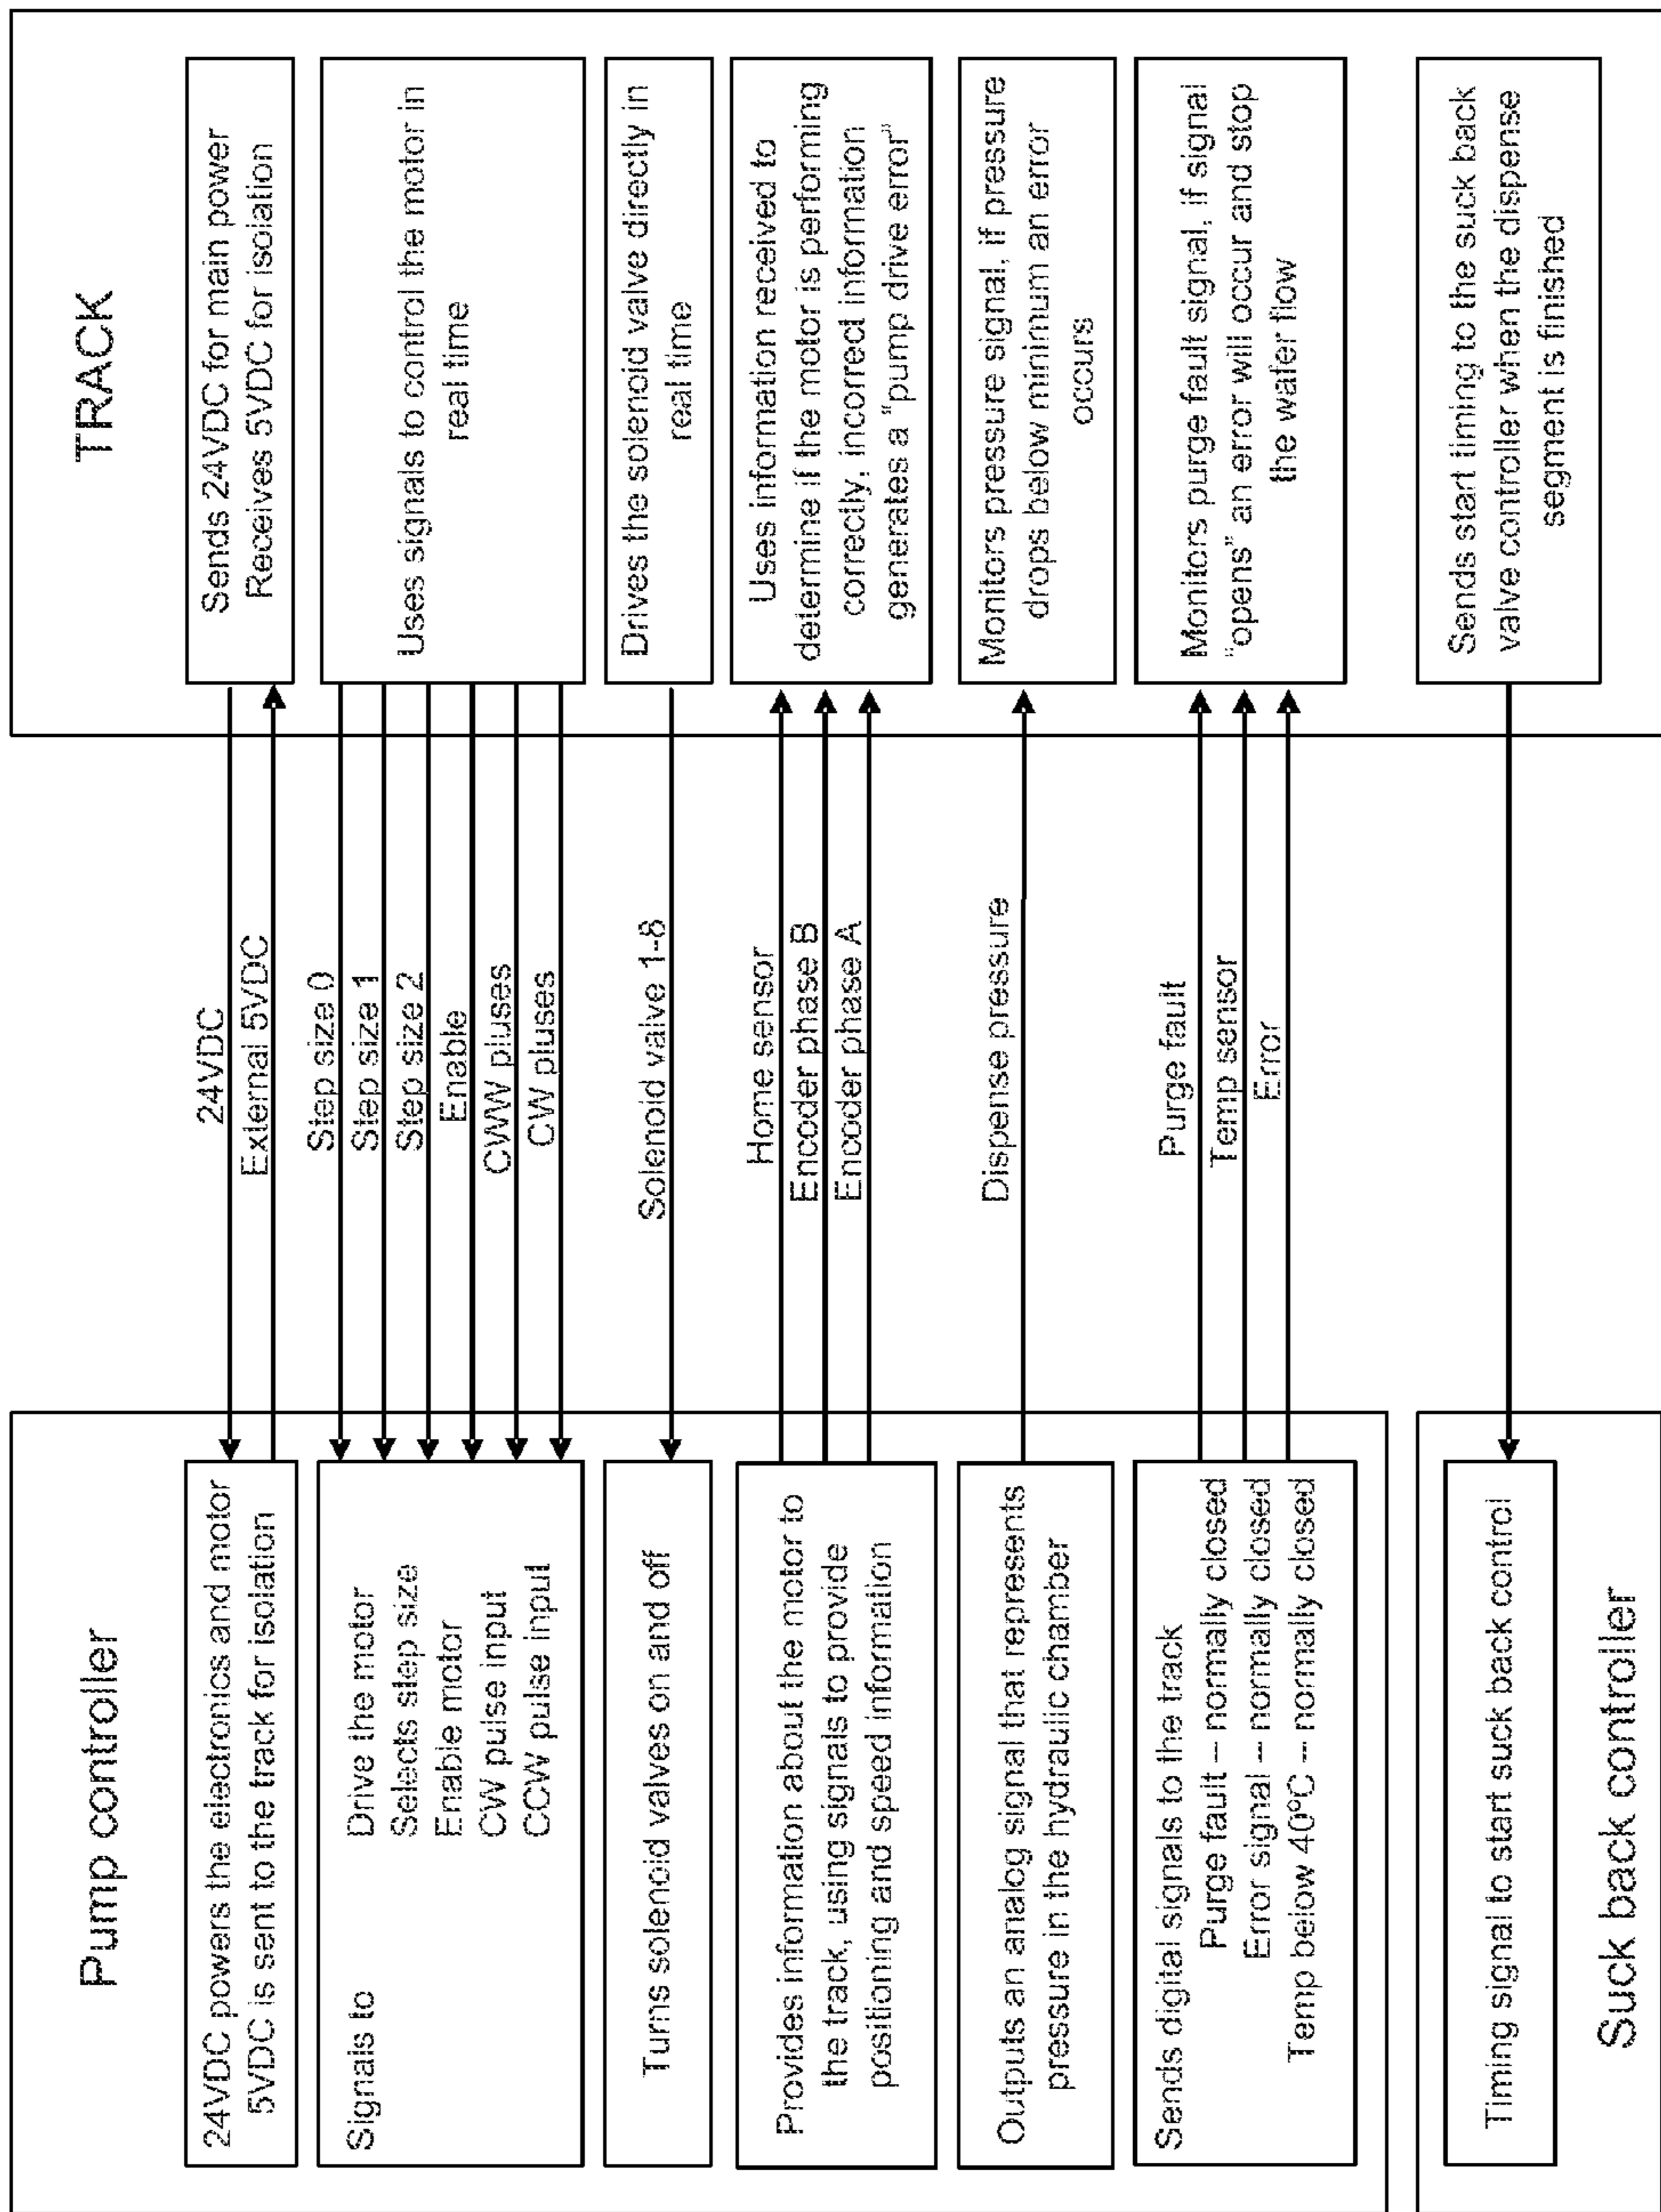 Pump controller
24VDC powers the electronics and motor
5VDC is sent to the track for isolation
Signals to
Drive the motor
Selects step size
Enable motor
CW pulse input
CCW pulse input
Turns solenoid valves on and off
Provides information about the motor to
the track, using signals to provide
positioning and speed information
Outputs an analog signal that represents
pressure in the hydraulic chamber
Sends digital signals to the track
Purge fault – normally closed
Error signal – normally closed
Temp below 40ºC – normally closed
Timing signal to start suck back control
Suck back controller
24VDC
External 5VDC
Step size 0
Step size 1
Step size 2
Enable
CWW pluses
CW pluses
Solenoid valve 1-8
Home sensor
Encoder phase B
Encoder phase A
Dispense pressure
Purge fault
Temp sensor
Error
TRACK
Sends 24VDC for main power
Receives 5VDC for isolation
Uses signals to control the motor in
real time
Drives the solenoid valve directly in
real time
Uses information received to
determine if the motor is performing
correctly, incorrect information
generates a “pump drive error”
Monitors pressure signal, if pressure
drops below minimum an error
occurs
Monitors purge fault signal, if signal
“opens” an error will occur and stop
the wafer flow
Sends start timing to the suck back
valve controller when the dispense
segment is finished